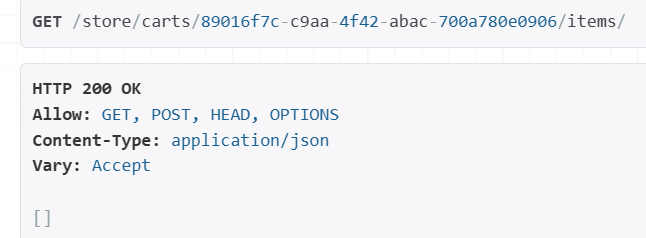 GET /store/carts/89016f7c-c9aa-4f42-abac-700a780e0906/items/
HTTP 200 OK
Allow: GET, POST, HEAD, OPTIONS
Content-Type: application/json
Vary: Accept
[]